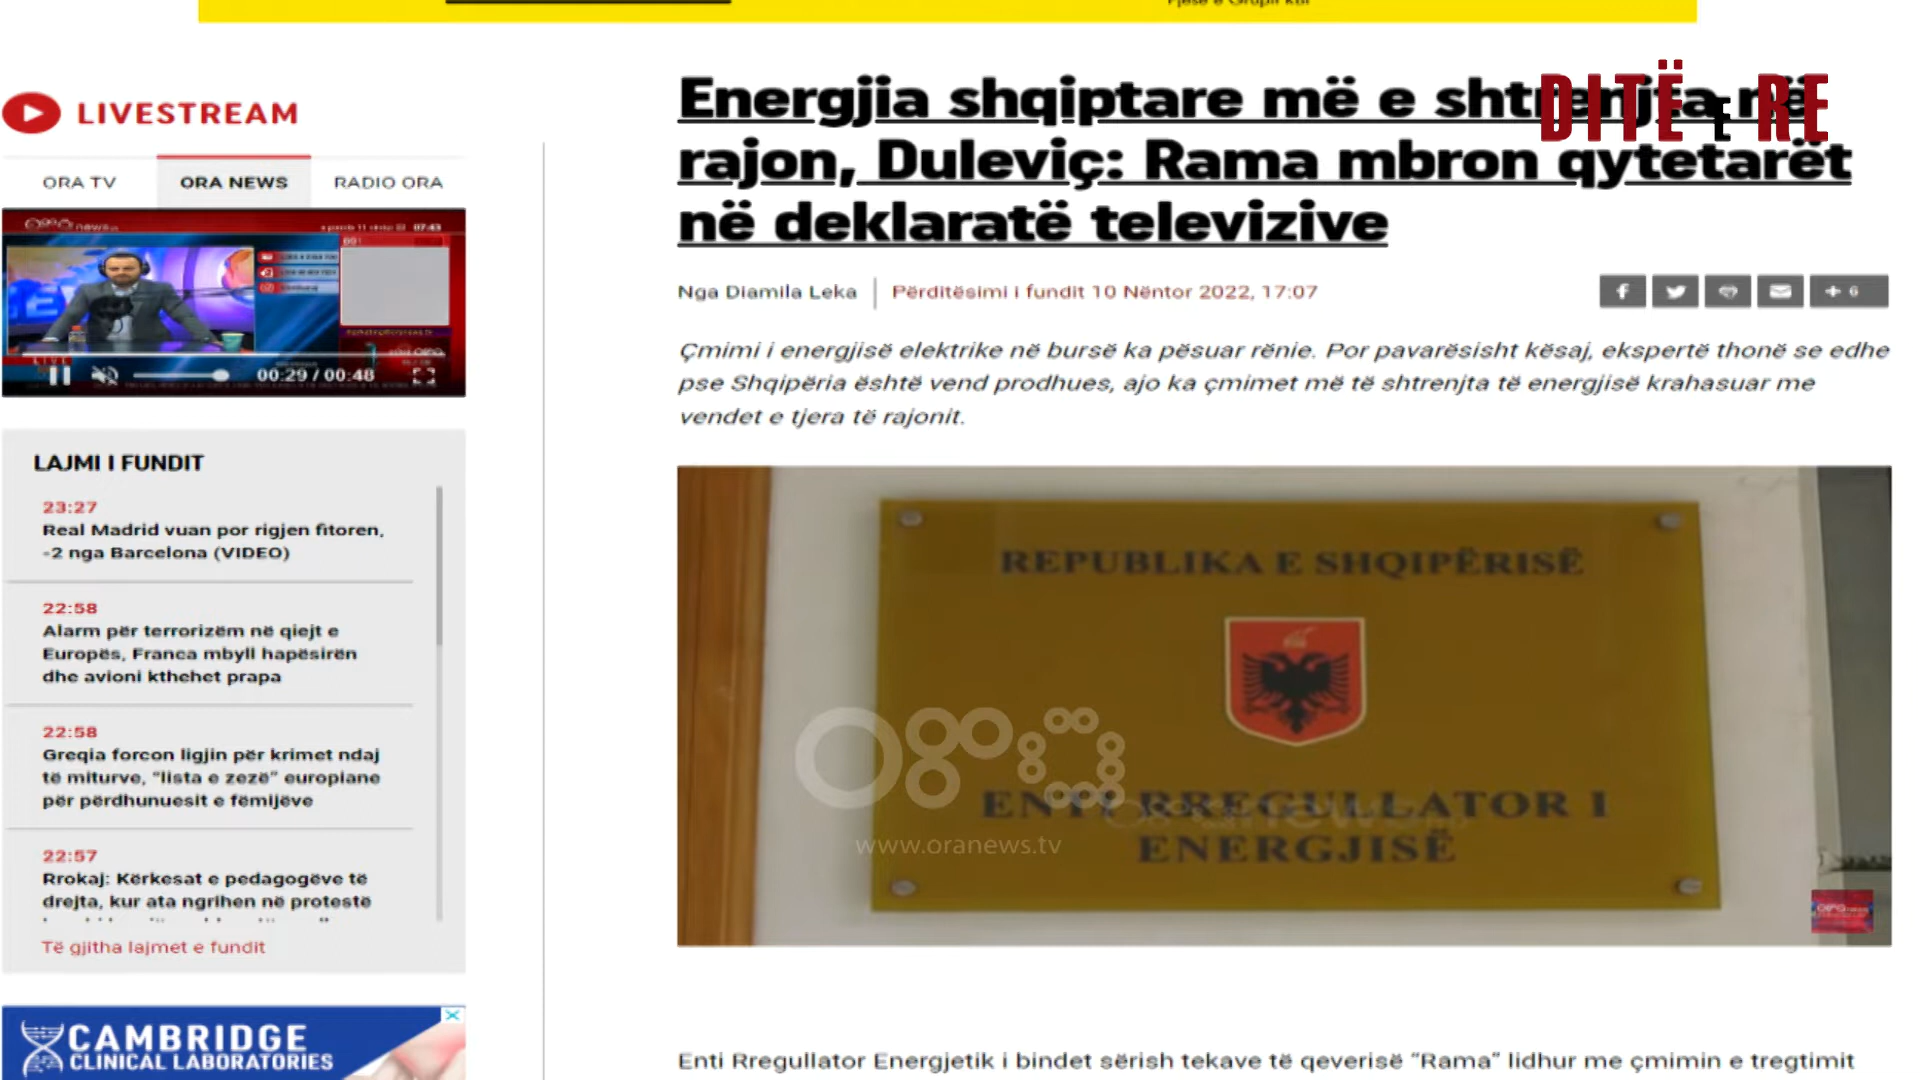 Pjesë e Grupit Kur
DITË E RE
LIVESTREAM
ORA TV
ORA NEWS
RADIO ORA
00:29 / 00:48
LAJMI I FUNDIT
23:27
Real Madrid vuan por rigjen fitoren,
-2 nga Barcelona (VIDEO)
22:58
Alarm për terrorizëm në qiejt e
Europës, Franca mbyll hapësirën
dhe avioni kthehet prapa
22:58
Greqia forcon ligjin për krimet ndaj
të miturve, "lista e zezë" europiane
për përdhunuesit e fëmijëve
22:57
Rrokaj: Kërkesat e pedagogëve të
drejta, kur ata ngrihen në protestë
Të gjitha lajmet e fundit
CAMBRIDGE
CLINICAL LABORATORIES
Energjia shqiptare më e shtrenjta në
rajon, Duleviç: Rama mbron qytetarët
në deklaratë televizive
Nga Diamila Leka
Përditësimi i fundit 10 Nëntor 2022, 17:07
6
Çmimi i energjisë elektrike në bursë ka pësuar rënie. Por pavarësisht kësaj, ekspertë thonë se edhe
pse Shqipëria është vend prodhues, ajo ka çmimet më të shtrenjta të energjisë krahasuar me
vendet e tjera të rajonit.
REPUBLIKA E SHQIPËRISË
ENTI RREGULLATOR I
ENERGJISË
www.oranews.tv
Enti Rregullator Energjetik i bindet sërish tekave të qeverisë "Rama" lidhur me çmimin e tregtimit